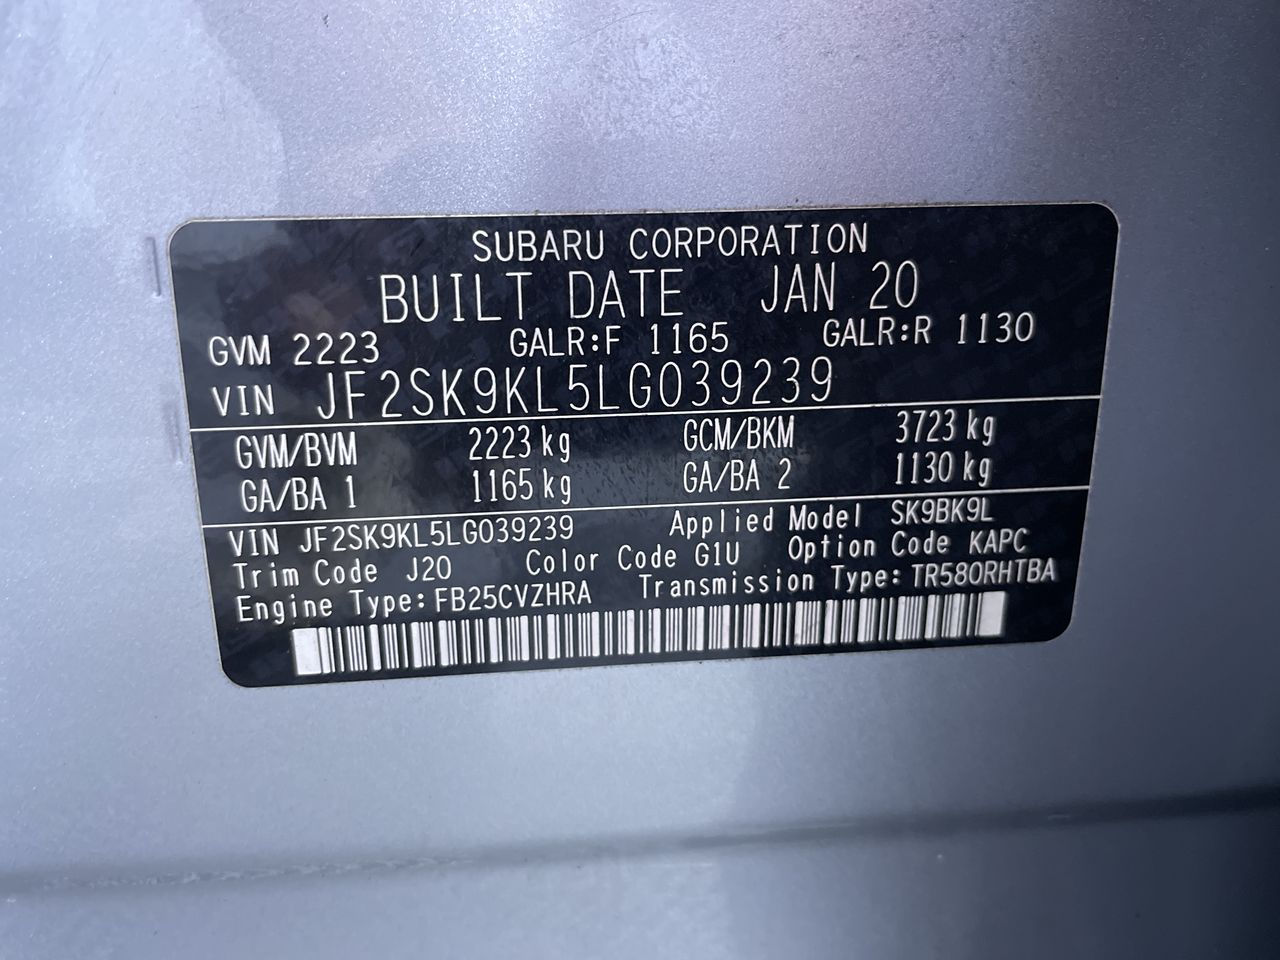 SUBARU CORPORATION
BUILT DATE JAN 20
GVM 2223 GALR:F 1165 GALR:R 1130
VIN JF2SK9KL5LG039239
GVM/BVM 2223 kg GCM/BKM 3723 kg
GA/BA 1 1165 kg GA/BA 2 1130 kg
VIN JF2SK9KL5LG039239 Applied Model SK9BK9L
Trim Code J20 Color Code G1U Option Code KAPC
Engine Type:FB25CVZHRA Transmission Type:TR580RHTBA